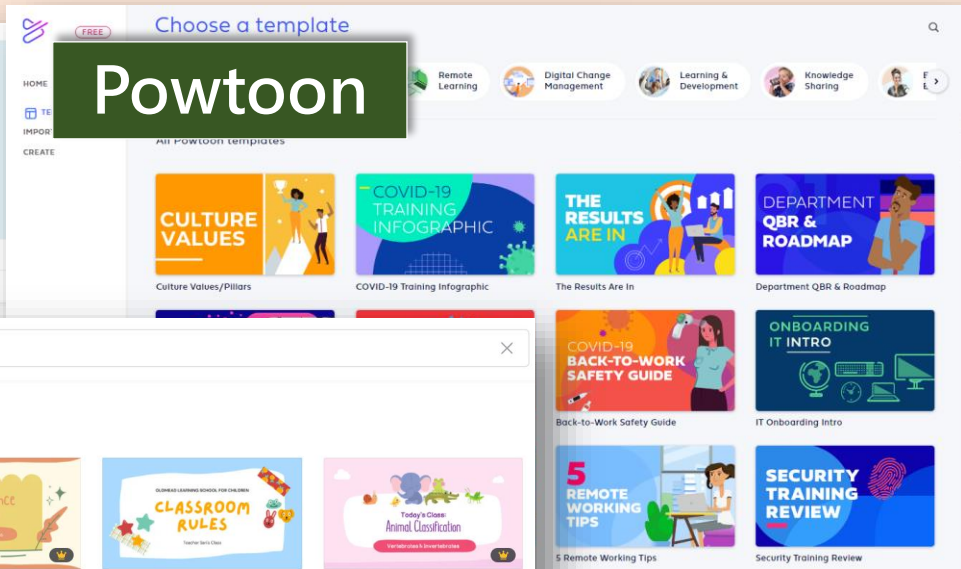 FREE
Choose a template
Powtoon
HOME
IMPOR
CREATE
Remote
Learning
Digital Change
Management
Learning &
Development
Knowledge
Sharing
All Powtoon templates
CULTURE
VALUES
COVID-19
TRAINING
INFOGRAPHIC
THE
RESULTS
ARE IN
DEPARTMENT
QBR &
ROADMAP
Culture Values/Pillars
COVID-19 Training Infographic
The Results Are In
Department QBR & Roadmap
COVID-19
BACK-TO-WORK
SAFETY GUIDE
ONBOARDING
IT INTRO
Back-to-Work Safety Guide
IT Onboarding Intro
CLASSROOM
RULES
Today's Class:
Animal Classification
Vertebrates & Invertebrates
5
REMOTE
WORKING
TIPS
SECURITY
TRAINING
REVIEW
5 Remote Working Tips
Security Training Review